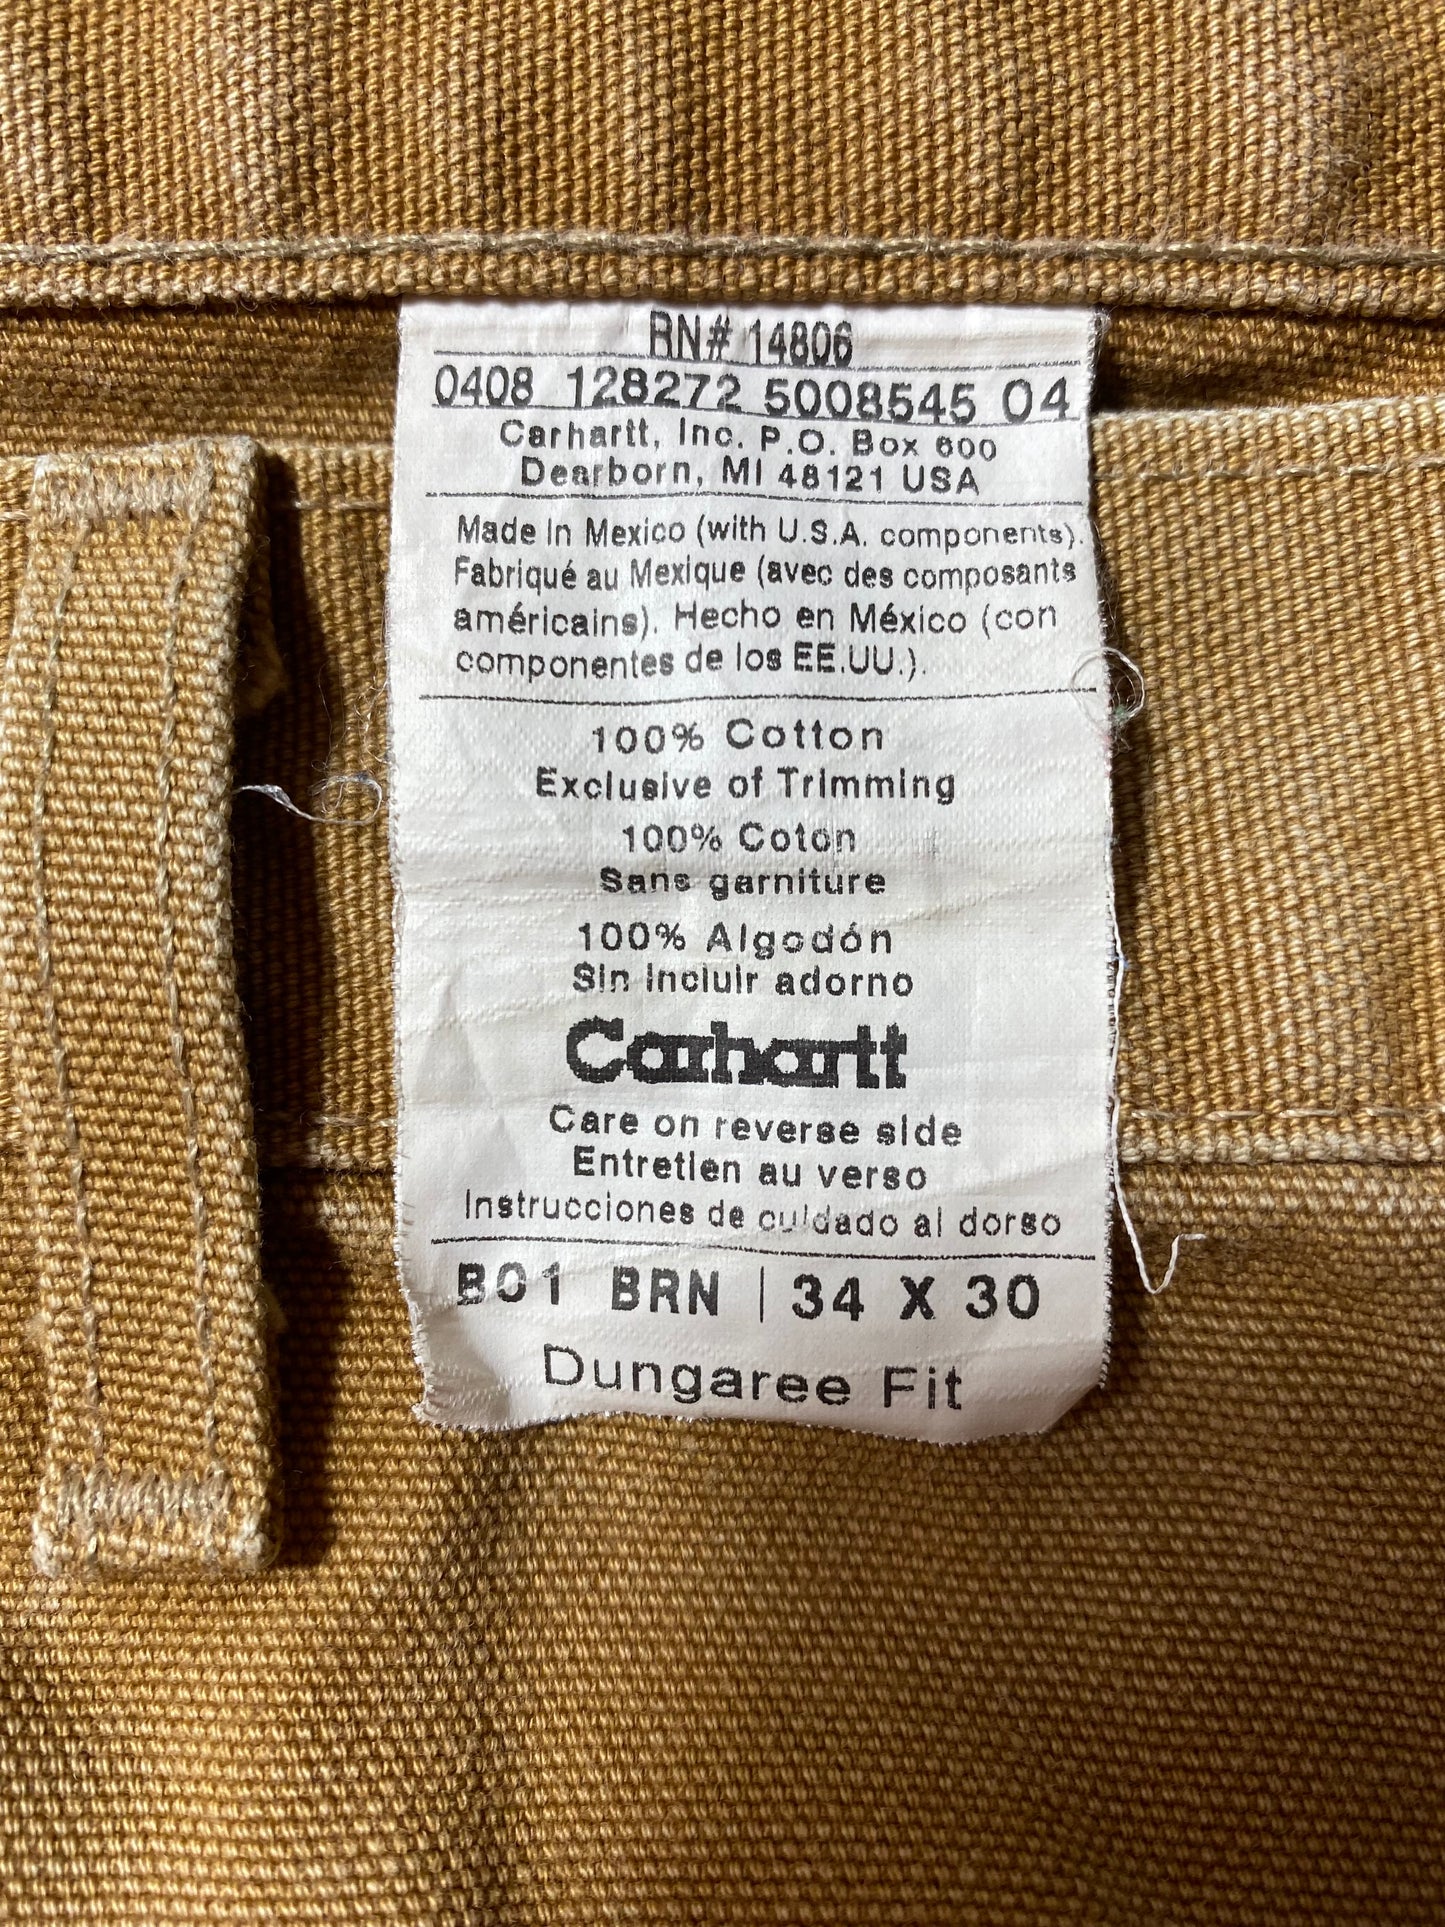 RN# 14806
0408 128272 5008545 04
Carhartt, Inc. P.O. Box 600
Dearborn, MI 48121 USA
Made In Mexico (with U.S.A. components).
Fabriqué au Mexique (avec des composants
américains). Hecho en México (con
componentes de los EE.UU.).
100% Cotton
Exclusive of Trimming
100% Coton
Sans garniture
100% Algodón
Sin incluir adorno
Carhartt
Care on reverse side
Entretien au verso
Instrucciones de cuidado al dorso
B01 BRN | 34 X 30
Dungaree Fit